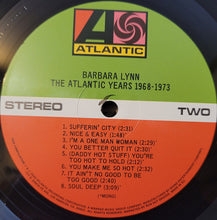 ATLANTIC
BARBARA LYNN
THE ATLANTIC YEARS 1968-1973
STEREO
TWO
1. SUFFERIN' CITY (2:31)
2. NICE & EASY (2:48)
3. I'M A ONE MAN WOMAN (2:29)
4. YOU BETTER QUIT IT (2:30)*
5. (DADDY HOT STUFF) YOU'RE
TOO HOT TO HOLD (2:21)
6. YOU MAKE ME SO HOT (2:32)
7. IT AIN'T NO GOOD TO BE
TOO GOOD (2:40)
8. SOUL DEEP (3:09)
*MONO